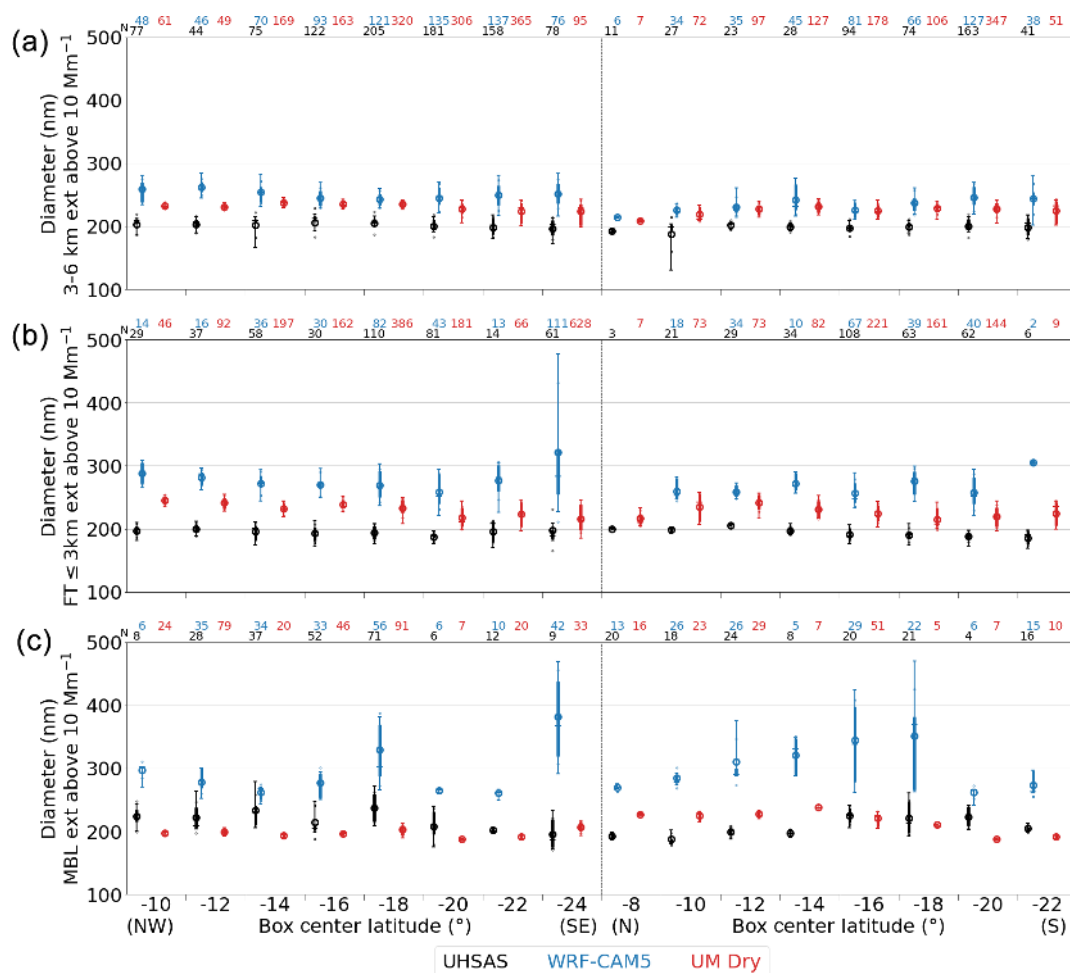 48 61 46 49 70 169 93 163 121 320 135 306 137 365 76 95 6 7 34 72 35 97 45 127 81 178 66 106 127 347 38 51
(a) N 77 44 75 122 205 181 158 78 11 27 23 28 94 74 163 41
500
400
300
200
100
Diameter (nm)
3-6 km ext above 10 Mm−1
14 46 16 92 36 197 30 162 82 386 43 181 13 66 111 628 7 18 73 34 73 10 82 67 221 39 161 40 144 2 9
(b) N 29 37 58 30 110 81 14 61 3 21 29 34 108 63 62 6
500
400
300
200
100
Diameter (nm)
FT ≤ 3km ext above 10 Mm−1
6 24 35 79 34 20 33 46 56 91 6 7 10 20 42 33 13 16 26 23 26 29 5 7 29 51 22 5 6 7 15 10
(c) N 8 28 37 52 71 6 12 9 20 18 24 8 20 21 4 16
500
400
300
200
100
Diameter (nm)
MBL ext above 10 Mm−1
-10 -12 -14 -16 -18 -20 -22 -24 -8 -10 -12 -14 -16 -18 -20 -22
(NW) Box center latitude (°) (SE) (N) Box center latitude (°) (S)
UHSAS WRF-CAM5 UM Dry